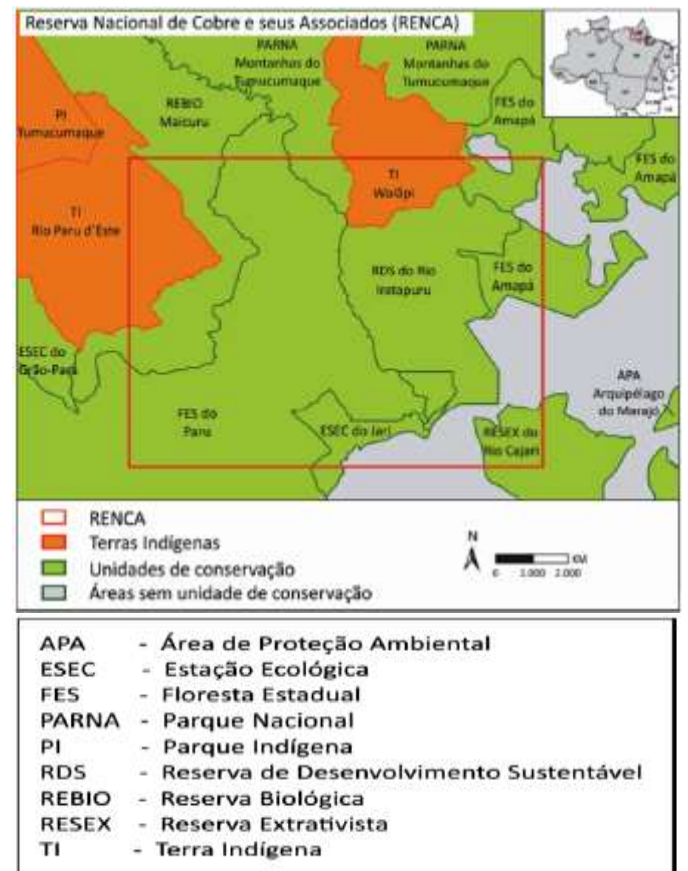 Reserva Nacional de Cobre e seus Associados (RENCA)
PARNA
Montanhas do
Tumucumaque
PARNA
Montanhas do
Tumucumaque
REBIO
Maicuru
FES do
Amapá
PI
Tumucumaque
FES do
Amapá
TI
Waiãpi
TI
Rio Paru d'Este
RDS do Rio
Iratapuru
FES do
Amapá
ESEC do
Grão-Pará
APA
Arquipélago
do Marajó
FES do
Paru
ESEC do Jari
RESEX do
Rio Cajari
RENCA
Terras Indígenas
Unidades de conservação
Áreas sem unidade de conservação
N
KM
0 1.000 2.000
APA - Área de Proteção Ambiental
ESEC - Estação Ecológica
FES - Floresta Estadual
PARNA - Parque Nacional
PI - Parque Indígena
RDS - Reserva de Desenvolvimento Sustentável
REBIO - Reserva Biológica
RESEX - Reserva Extrativista
TI - Terra Indígena